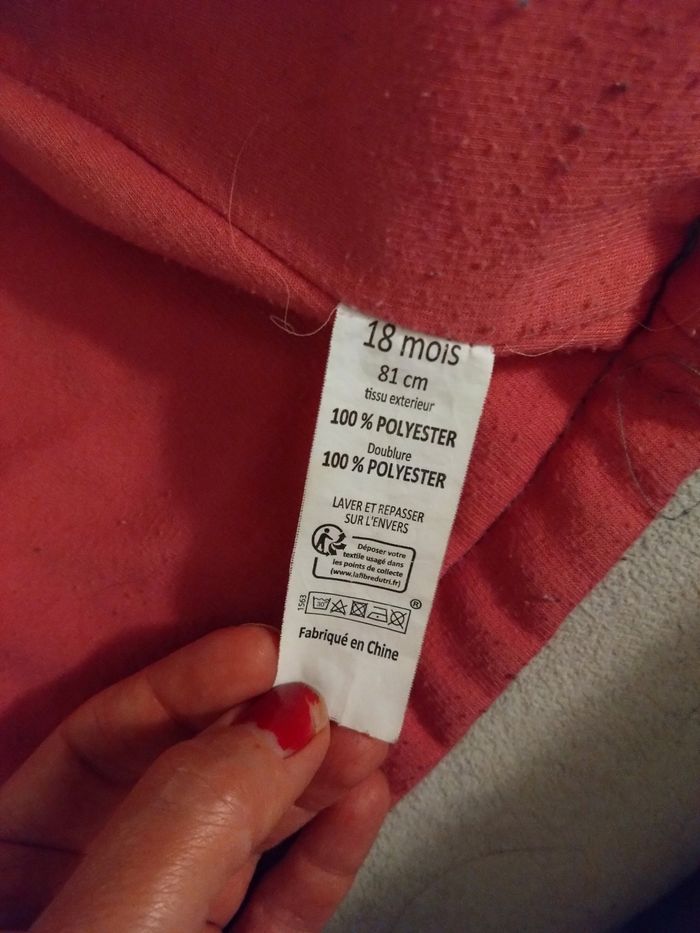 18 mois
81 cm
tissu exterieur
100 % POLYESTER
Doublure
100 % POLYESTER
LAVER ET REPASSER
SUR L'ENVERS
Déposer votre
textile usagé dans
les points de collecte
(www.lafibredutri.fr)
1563
30°
®
Fabriqué en Chine